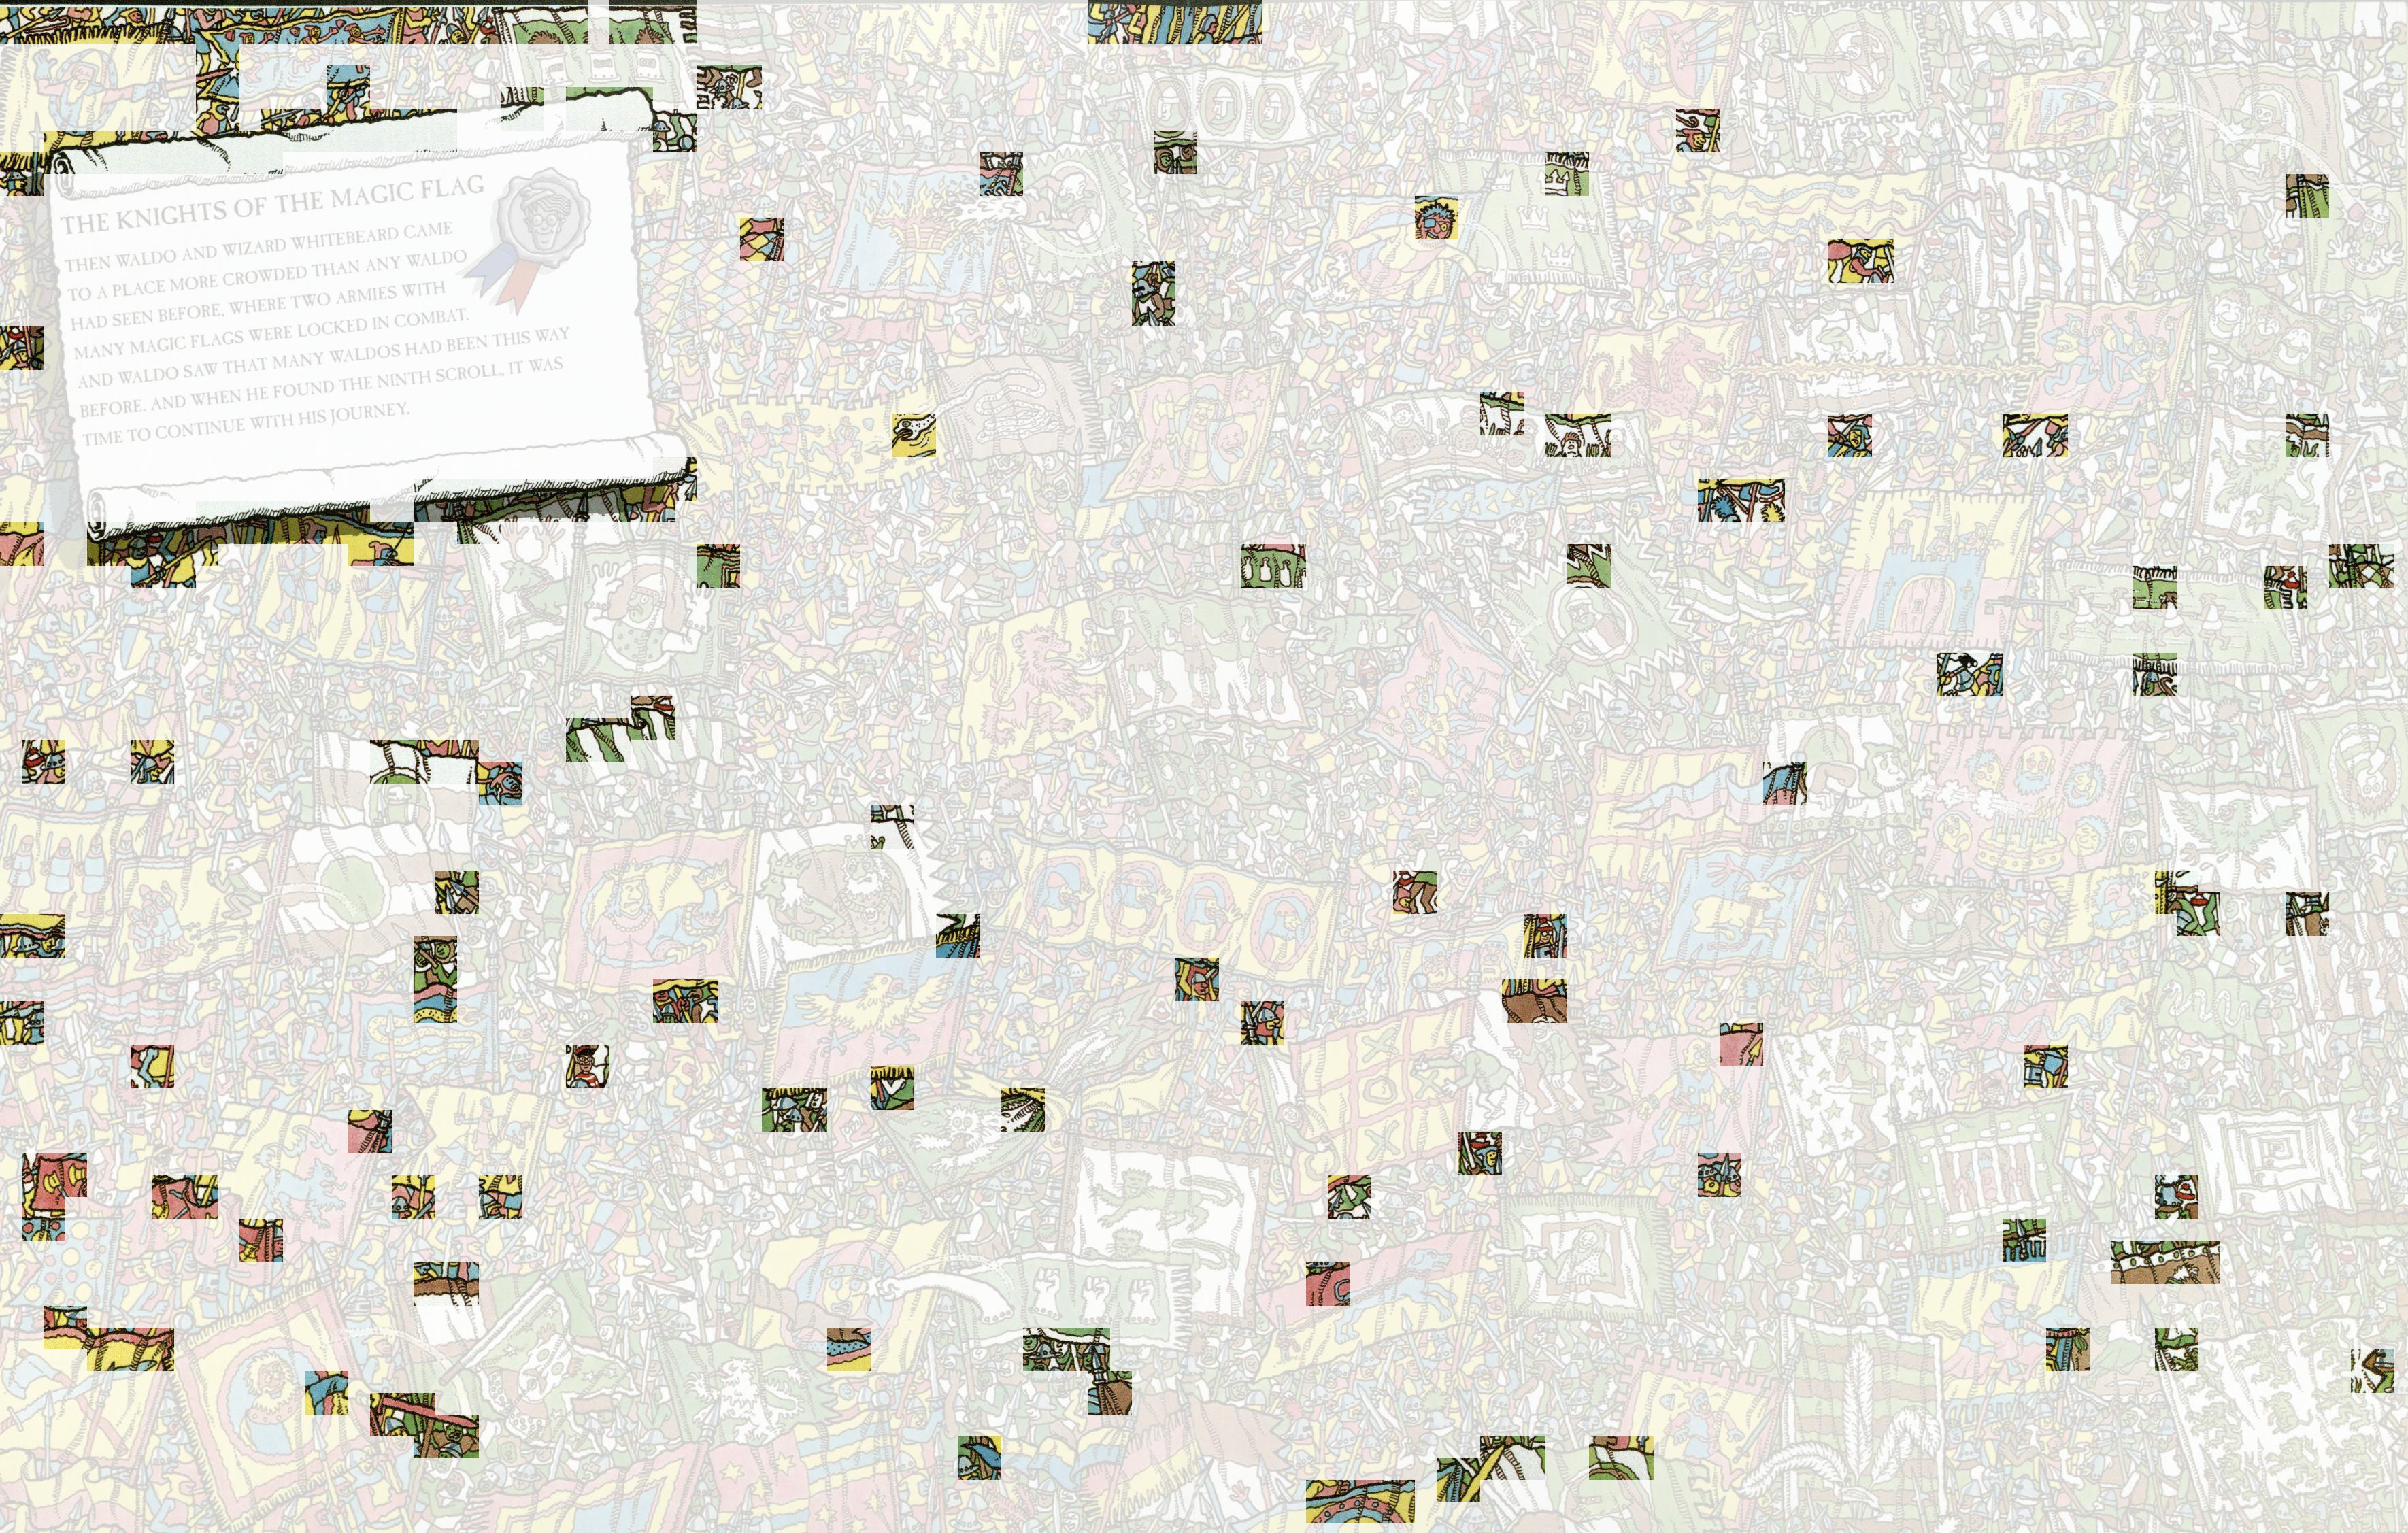 THE KNIGHTS OF THE MAGIC FLAG
THEN WALDO AND WIZARD WHITEBEARD CAME
TO A PLACE MORE CROWDED THAN ANY WALDO
HAD SEEN BEFORE, WHERE TWO ARMIES WITH
MANY MAGIC FLAGS WERE LOCKED IN COMBAT.
AND WALDO SAW THAT MANY WALDOS HAD BEEN THIS WAY
BEFORE. AND WHEN HE FOUND THE NINTH SCROLL, IT WAS
TIME TO CONTINUE WITH HIS JOURNEY.